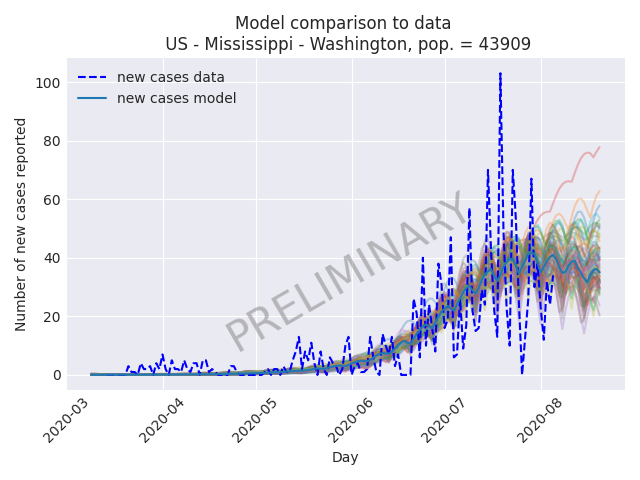 Model comparison to data
US - Mississippi - Washington, pop. = 43909
new cases data
new cases model
100
80
60
40
20
0
Number of new cases reported
PRELIMINARY
2020-03
2020-04
2020-05
2020-06
2020-07
2020-08
Day